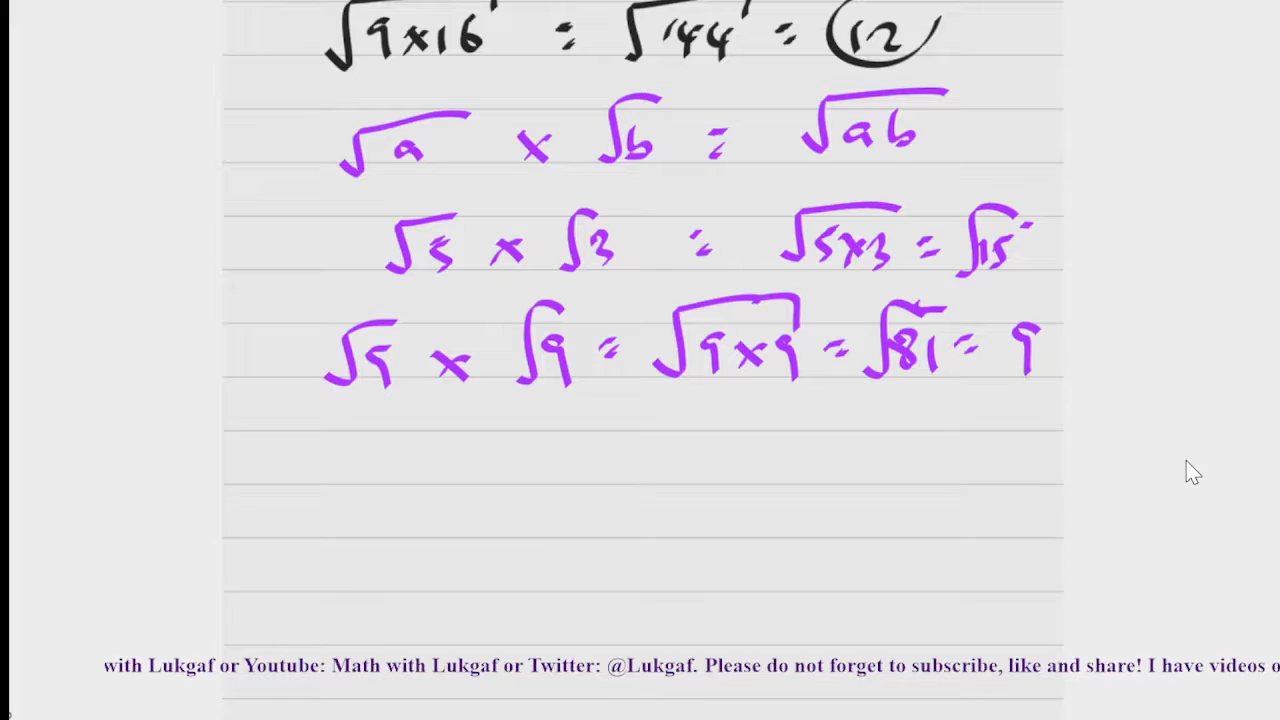 √9×16 = √144 = 12
√a × √b = √ab
√5 × √3 = √5×3 = √15
√9 × √9 = √9×9 = √81 = 9
with Lukgaf or Youtube: Math with Lukgaf or Twitter: @Lukgaf. Please do not forget to subscribe, like and share! I have videos o